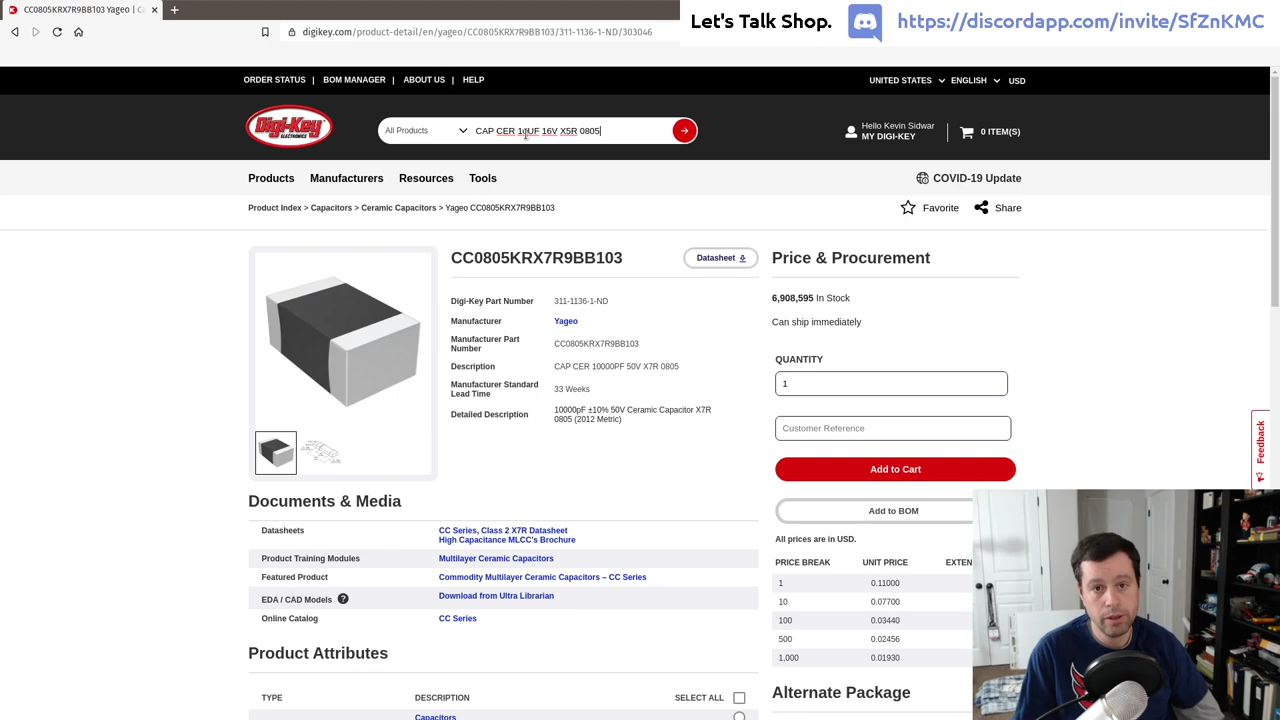 CC0805KRX7R9BB103 Yageo | C
Let's Talk Shop.
https://discordapp.com/invite/SfZnKMC
digikey.com/product-detail/en/yageo/CC0805KRX7R9BB103/311-1136-1-ND/303046
ORDER STATUS | BOM MANAGER | ABOUT US | HELP
UNITED STATES ENGLISH USD
Digi-Key
ELECTRONICS
All Products
CAP CER 10UF 16V X5R 0805
Hello Kevin Sidwar
MY DIGI-KEY
0 ITEM(S)
Products Manufacturers Resources Tools
COVID-19 Update
Product Index > Capacitors > Ceramic Capacitors > Yageo CC0805KRX7R9BB103
Favorite Share
CC0805KRX7R9BB103
Datasheet
Digi-Key Part Number 311-1136-1-ND
Manufacturer Yageo
Manufacturer Part
Number
CC0805KRX7R9BB103
Description CAP CER 10000PF 50V X7R 0805
Manufacturer Standard
Lead Time
33 Weeks
Detailed Description
10000pF ±10% 50V Ceramic Capacitor X7R
0805 (2012 Metric)
Price & Procurement
6,908,595 In Stock
Can ship immediately
QUANTITY
1
Customer Reference
Add to Cart
Add to BOM
All prices are in USD.
PRICE BREAK UNIT PRICE EXTEN
1 0.11000
10 0.07700
100 0.03440
500 0.02456
1,000 0.01930
Alternate Package
Feedback
Documents & Media
Datasheets
CC Series, Class 2 X7R Datasheet
High Capacitance MLCC's Brochure
Product Training Modules Multilayer Ceramic Capacitors
Featured Product Commodity Multilayer Ceramic Capacitors – CC Series
EDA / CAD Models ? Download from Ultra Librarian
Online Catalog CC Series
Product Attributes
TYPE DESCRIPTION SELECT ALL
Capacitors